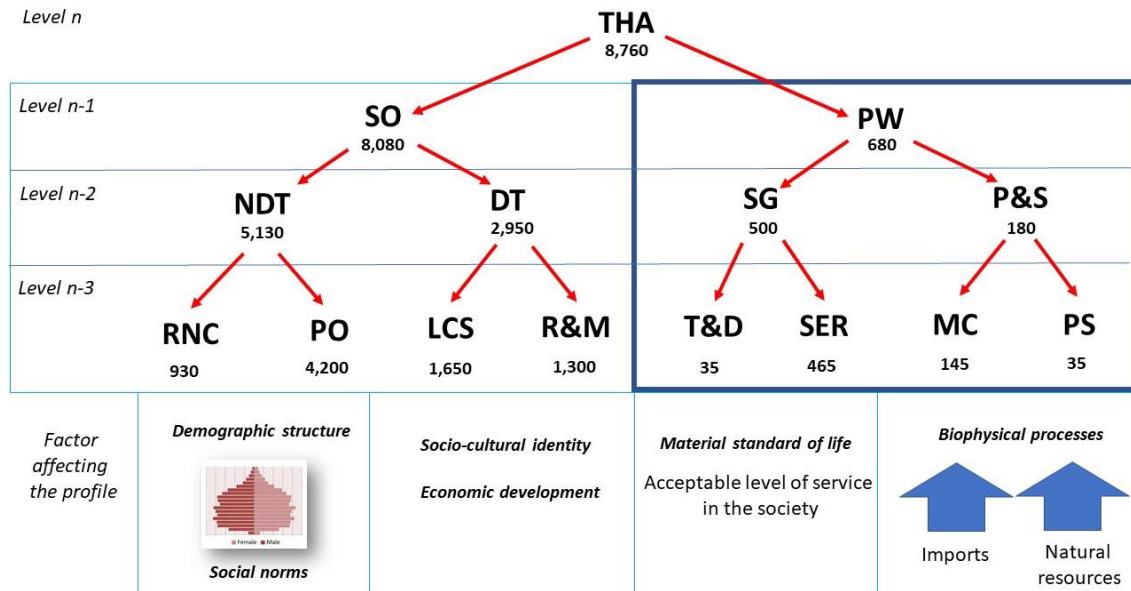 Level n
THA
8,760
Level n-1
SO
8,080
PW
680
Level n-2
NDT
5,130
DT
2,950
SG
500
P&S
180
Level n-3
RNC
930
PO
4,200
LCS
1,650
R&M
1,300
T&D
35
SER
465
MC
145
PS
35
Factor
affecting
the profile
Demographic structure
Female Male
Social norms
Socio-cultural identity
Economic development
Material standard of life
Acceptable level of service
in the society
Biophysical processes
Imports
Natural
resources